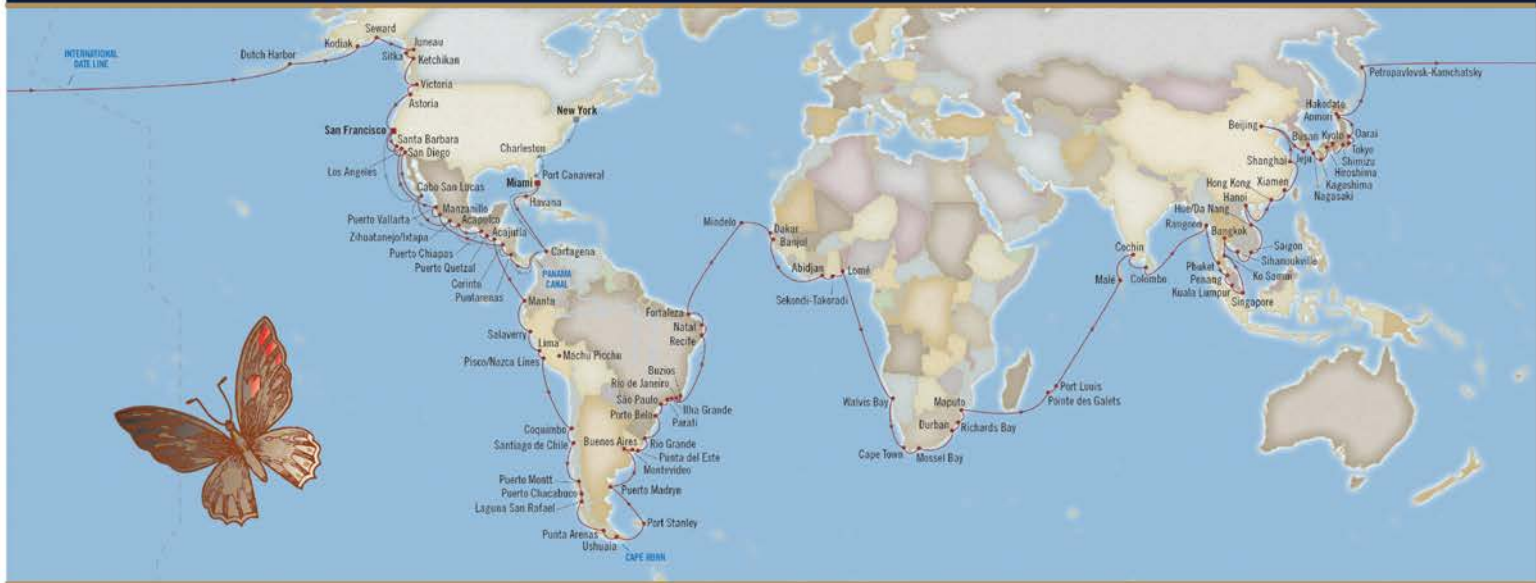 INTERNATIONAL
DATE LINE
Dutch Harbor
Kodiak
Seward
Juneau
Sitka
Ketchikan
Victoria
Astoria
San Francisco
Santa Barbara
San Diego
Los Angeles
New York
Charleston
Port Canaveral
Miami
Havana
Cabo San Lucas
Manzanillo
Puerto Vallarta
Acapulco
Zihuatanejo/Ixtapa
Acajutla
Puerto Chiapas
Puerto Quetzal
Corinto
Puntarenas
Cartagena
PANAMA
CANAL
Manta
Salaverry
Lima
Machu Picchu
Pisco/Nazca Lines
Fortaleza
Natal
Recife
Buzios
Rio de Janeiro
São Paulo
Ilha Grande
Parati
Porto Belo
Coquimbo
Santiago de Chile
Buenos Aires
Rio Grande
Punta del Este
Montevideo
Puerto Montt
Puerto Chacabuco
Laguna San Rafael
Puerto Madryn
Port Stanley
Punta Arenas
Ushuaia
CAPE HORN
Mindelo
Dakar
Banjul
Abidjan
Lomé
Sekondi-Takoradi
Walvis Bay
Cape Town
Mossel Bay
Maputo
Durban
Richards Bay
Port Louis
Pointe des Galets
Malé
Cochin
Colombo
Rangoon
Phuket
Penang
Kuala Lumpur
Singapore
Bangkok
Ko Samui
Sihanoukville
Saigon
Hue/Da Nang
Hanoi
Hong Kong
Xiamen
Shanghai
Beijing
Jeju
Busan
Kyoto
Nagasaki
Kagoshima
Hiroshima
Shimizu
Tokyo
Oarai
Aomori
Hakodate
Petropavlovsk-Kamchatsky